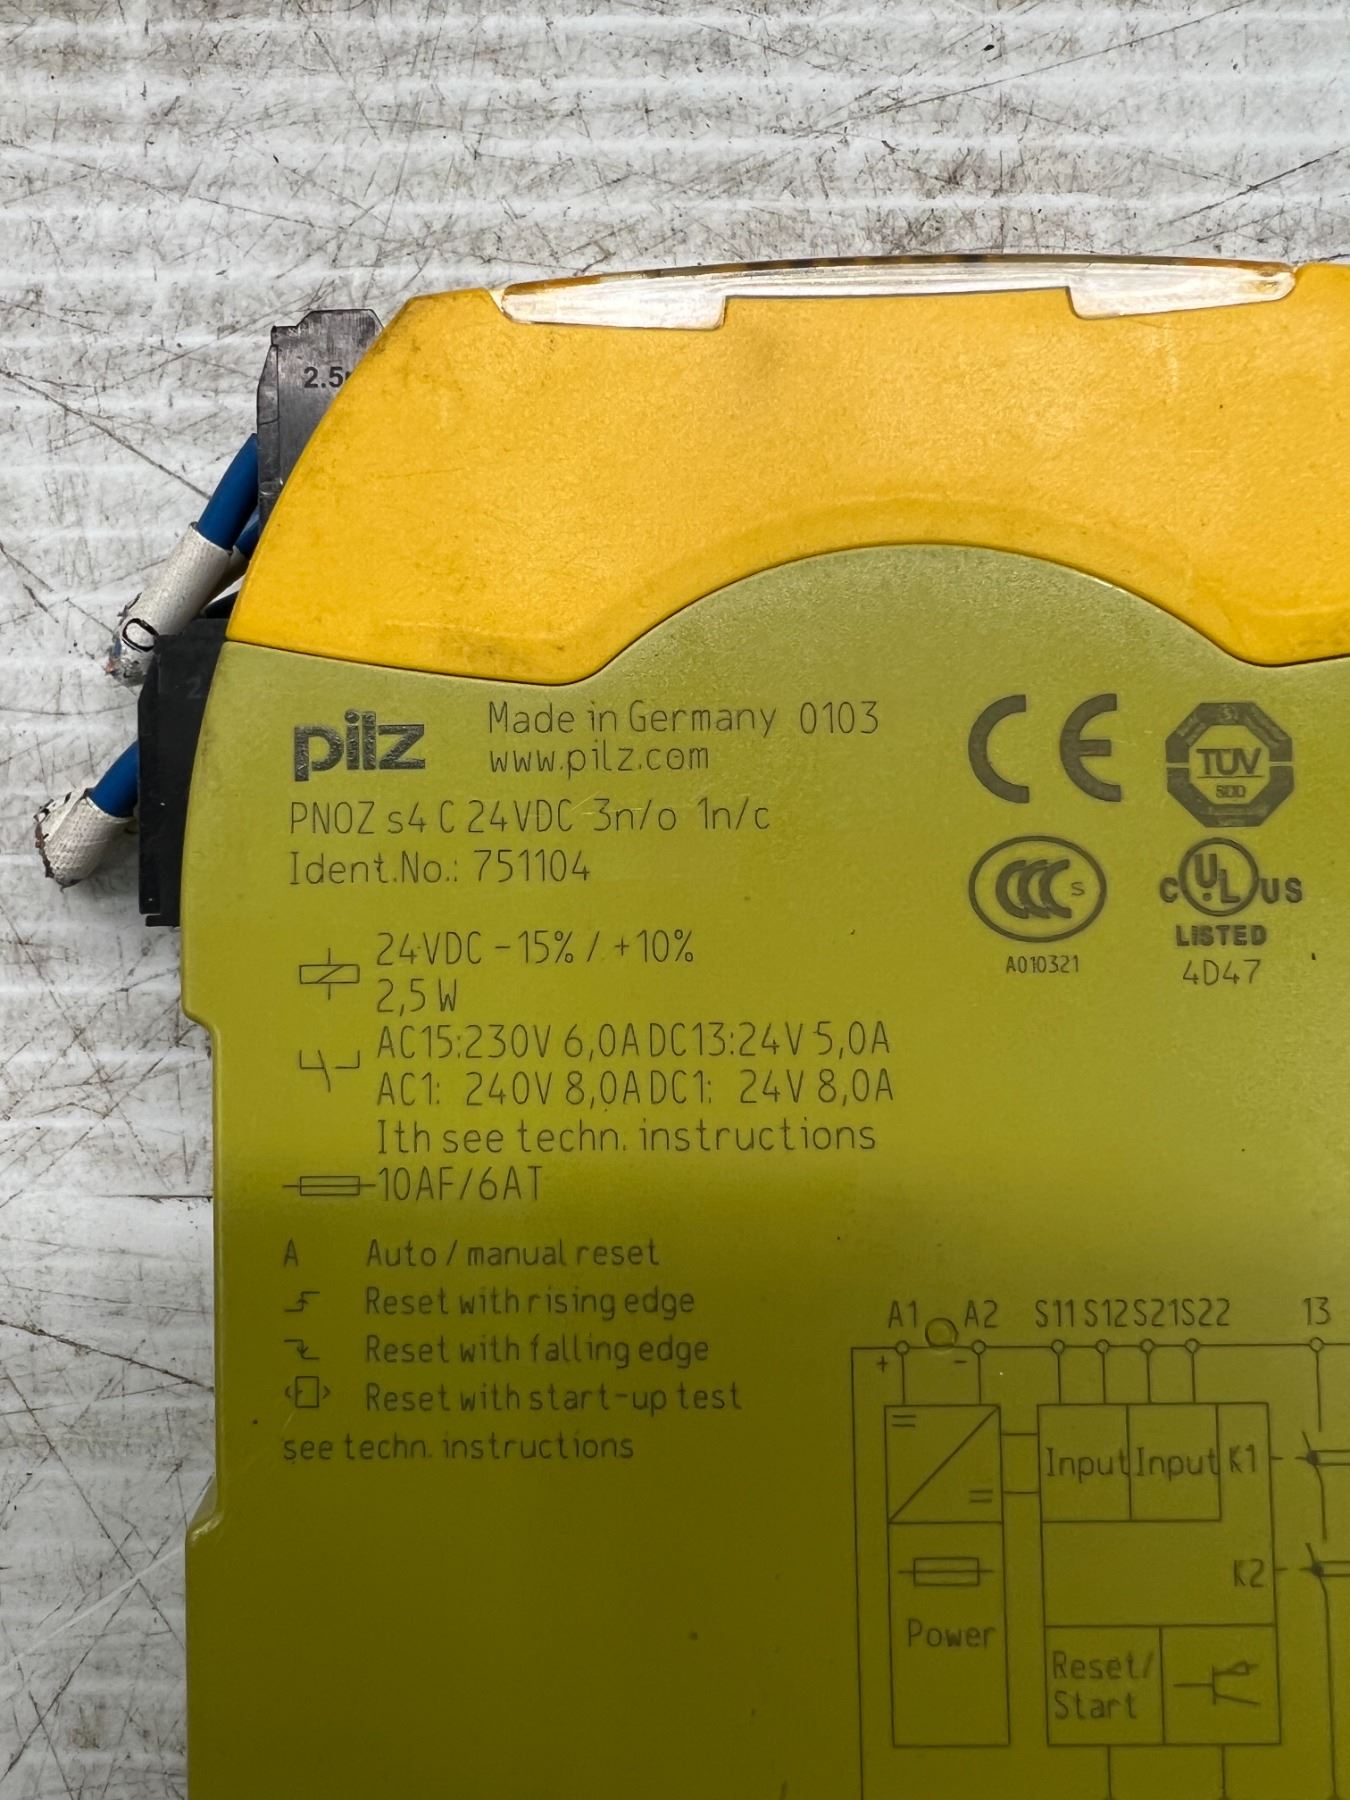 2.5
pilz
Made in Germany 0103
www.pilz.com
PNOZ s4 C 24VDC 3n/o 1n/c
Ident.No.: 751104
CE
TÜV
SÜD
CCC S
A010321
C UL US
LISTED
4D47
24VDC -15% / +10%
2,5W
AC15:230V 6,0A DC13:24V 5,0A
AC1: 240V 8,0A DC1: 24V 8,0A
Ith see techn. instructions
10AF/6AT
A Auto / manual reset
Reset with rising edge
Reset with falling edge
Reset with start-up test
see techn. instructions
A1 A2 S11 S12 S21 S22 13
+ -
Input Input K1
K2
Power
Reset/
Start